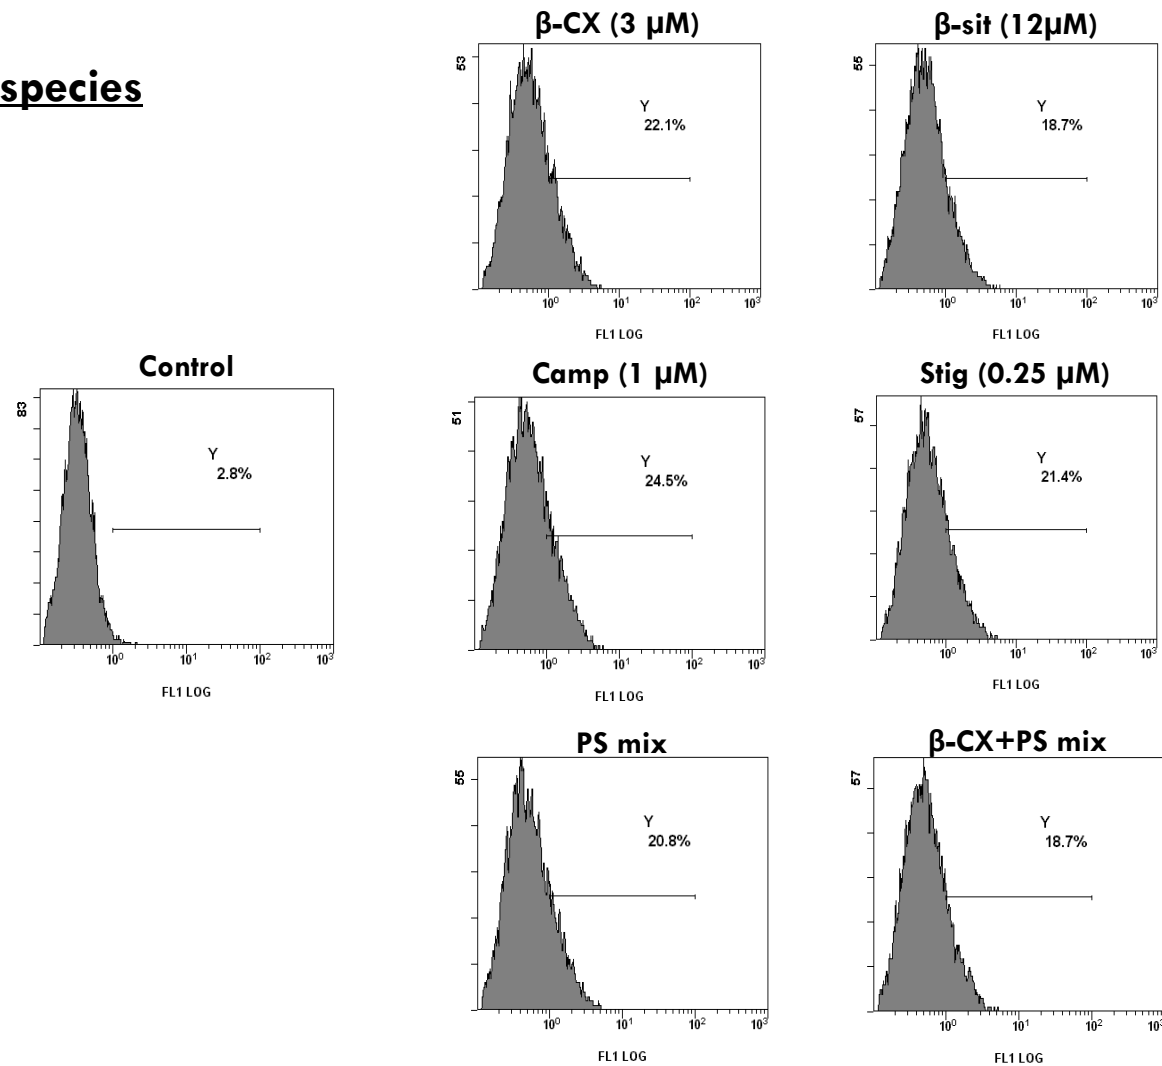 species
β-CX (3 µM)
53
Y
22.1%
10⁰ 10¹ 10² 10³
FL1 LOG
β-sit (12µM)
55
Y
18.7%
10⁰ 10¹ 10² 10³
FL1 LOG
Control
83
Y
2.8%
10⁰ 10¹ 10² 10³
FL1 LOG
Camp (1 µM)
51
Y
24.5%
10⁰ 10¹ 10² 10³
FL1 LOG
Stig (0.25 µM)
57
Y
21.4%
10⁰ 10¹ 10² 10³
FL1 LOG
PS mix
55
Y
20.8%
10⁰ 10¹ 10² 10³
FL1 LOG
β-CX+PS mix
57
Y
18.7%
10⁰ 10¹ 10² 10³
FL1 LOG